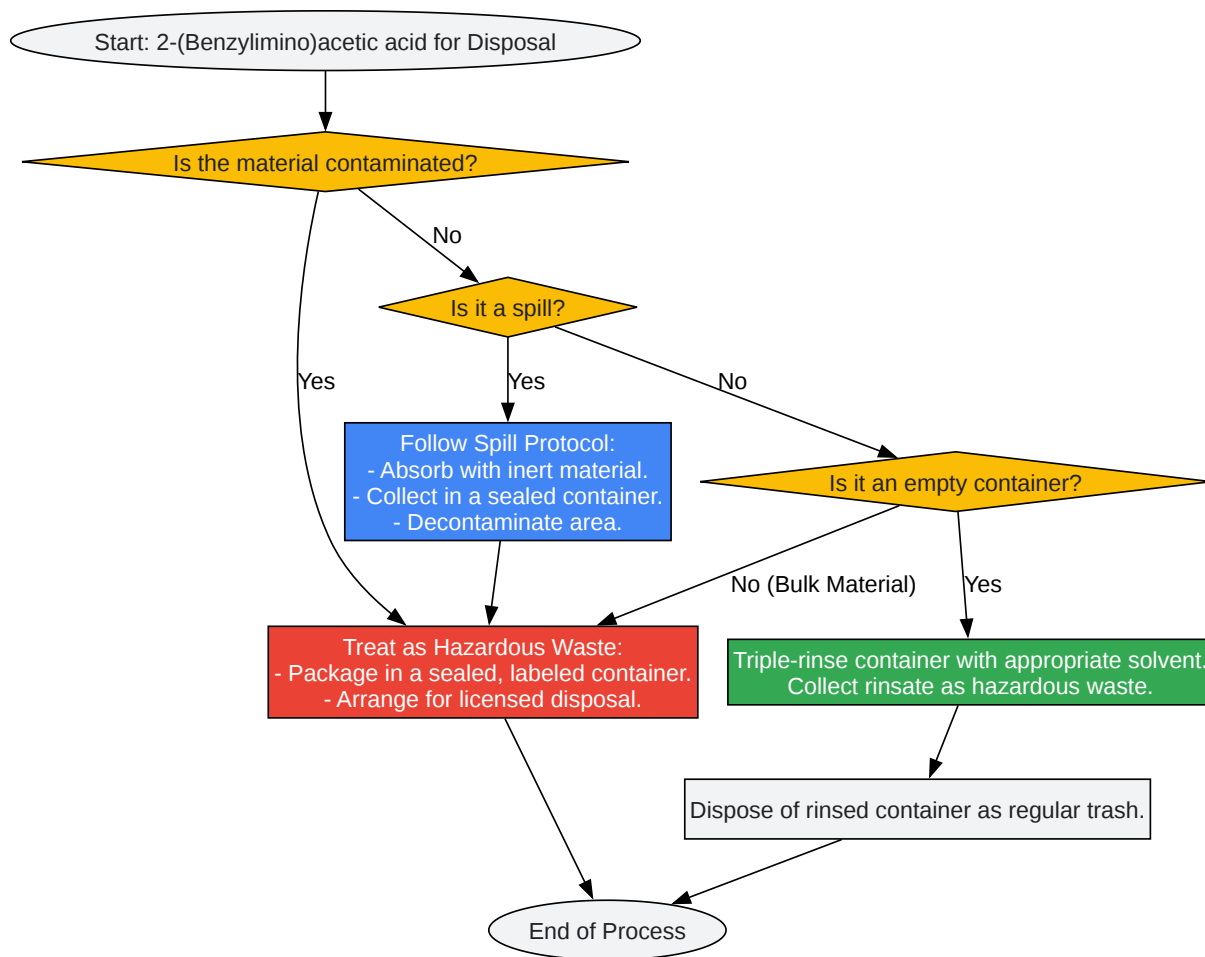 Start: 2-(Benzylimino)acetic acid for Disposal
Is the material contaminated?
No
Is it a spill?
Yes
Yes
No
Follow Spill Protocol:
- Absorb with inert material.
- Collect in a sealed container.
- Decontaminate area.
Is it an empty container?
No (Bulk Material)
Yes
Treat as Hazardous Waste:
- Package in a sealed, labeled container.
- Arrange for licensed disposal.
Triple-rinse container with appropriate solvent.
Collect rinsate as hazardous waste.
Dispose of rinsed container as regular trash.
End of Process